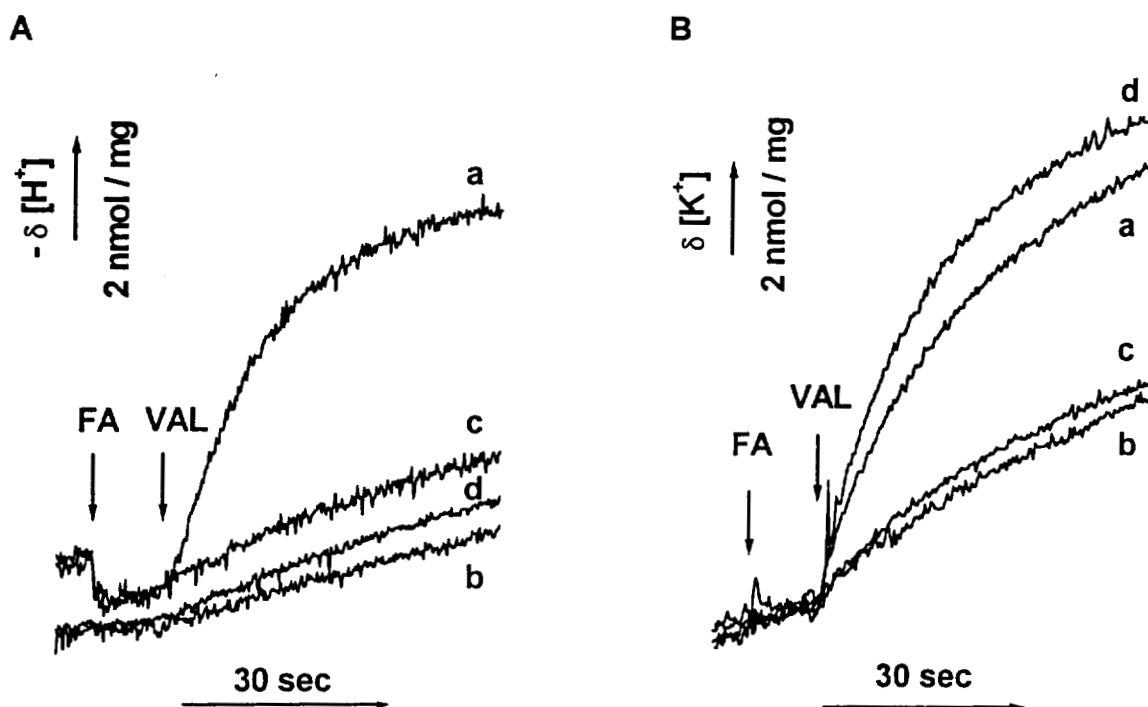 A
- δ [H+]
2 nmol / mg
FA
VAL
a
c
d
b
30 sec
B
δ [K+]
2 nmol / mg
FA
VAL
d
a
c
b
30 sec